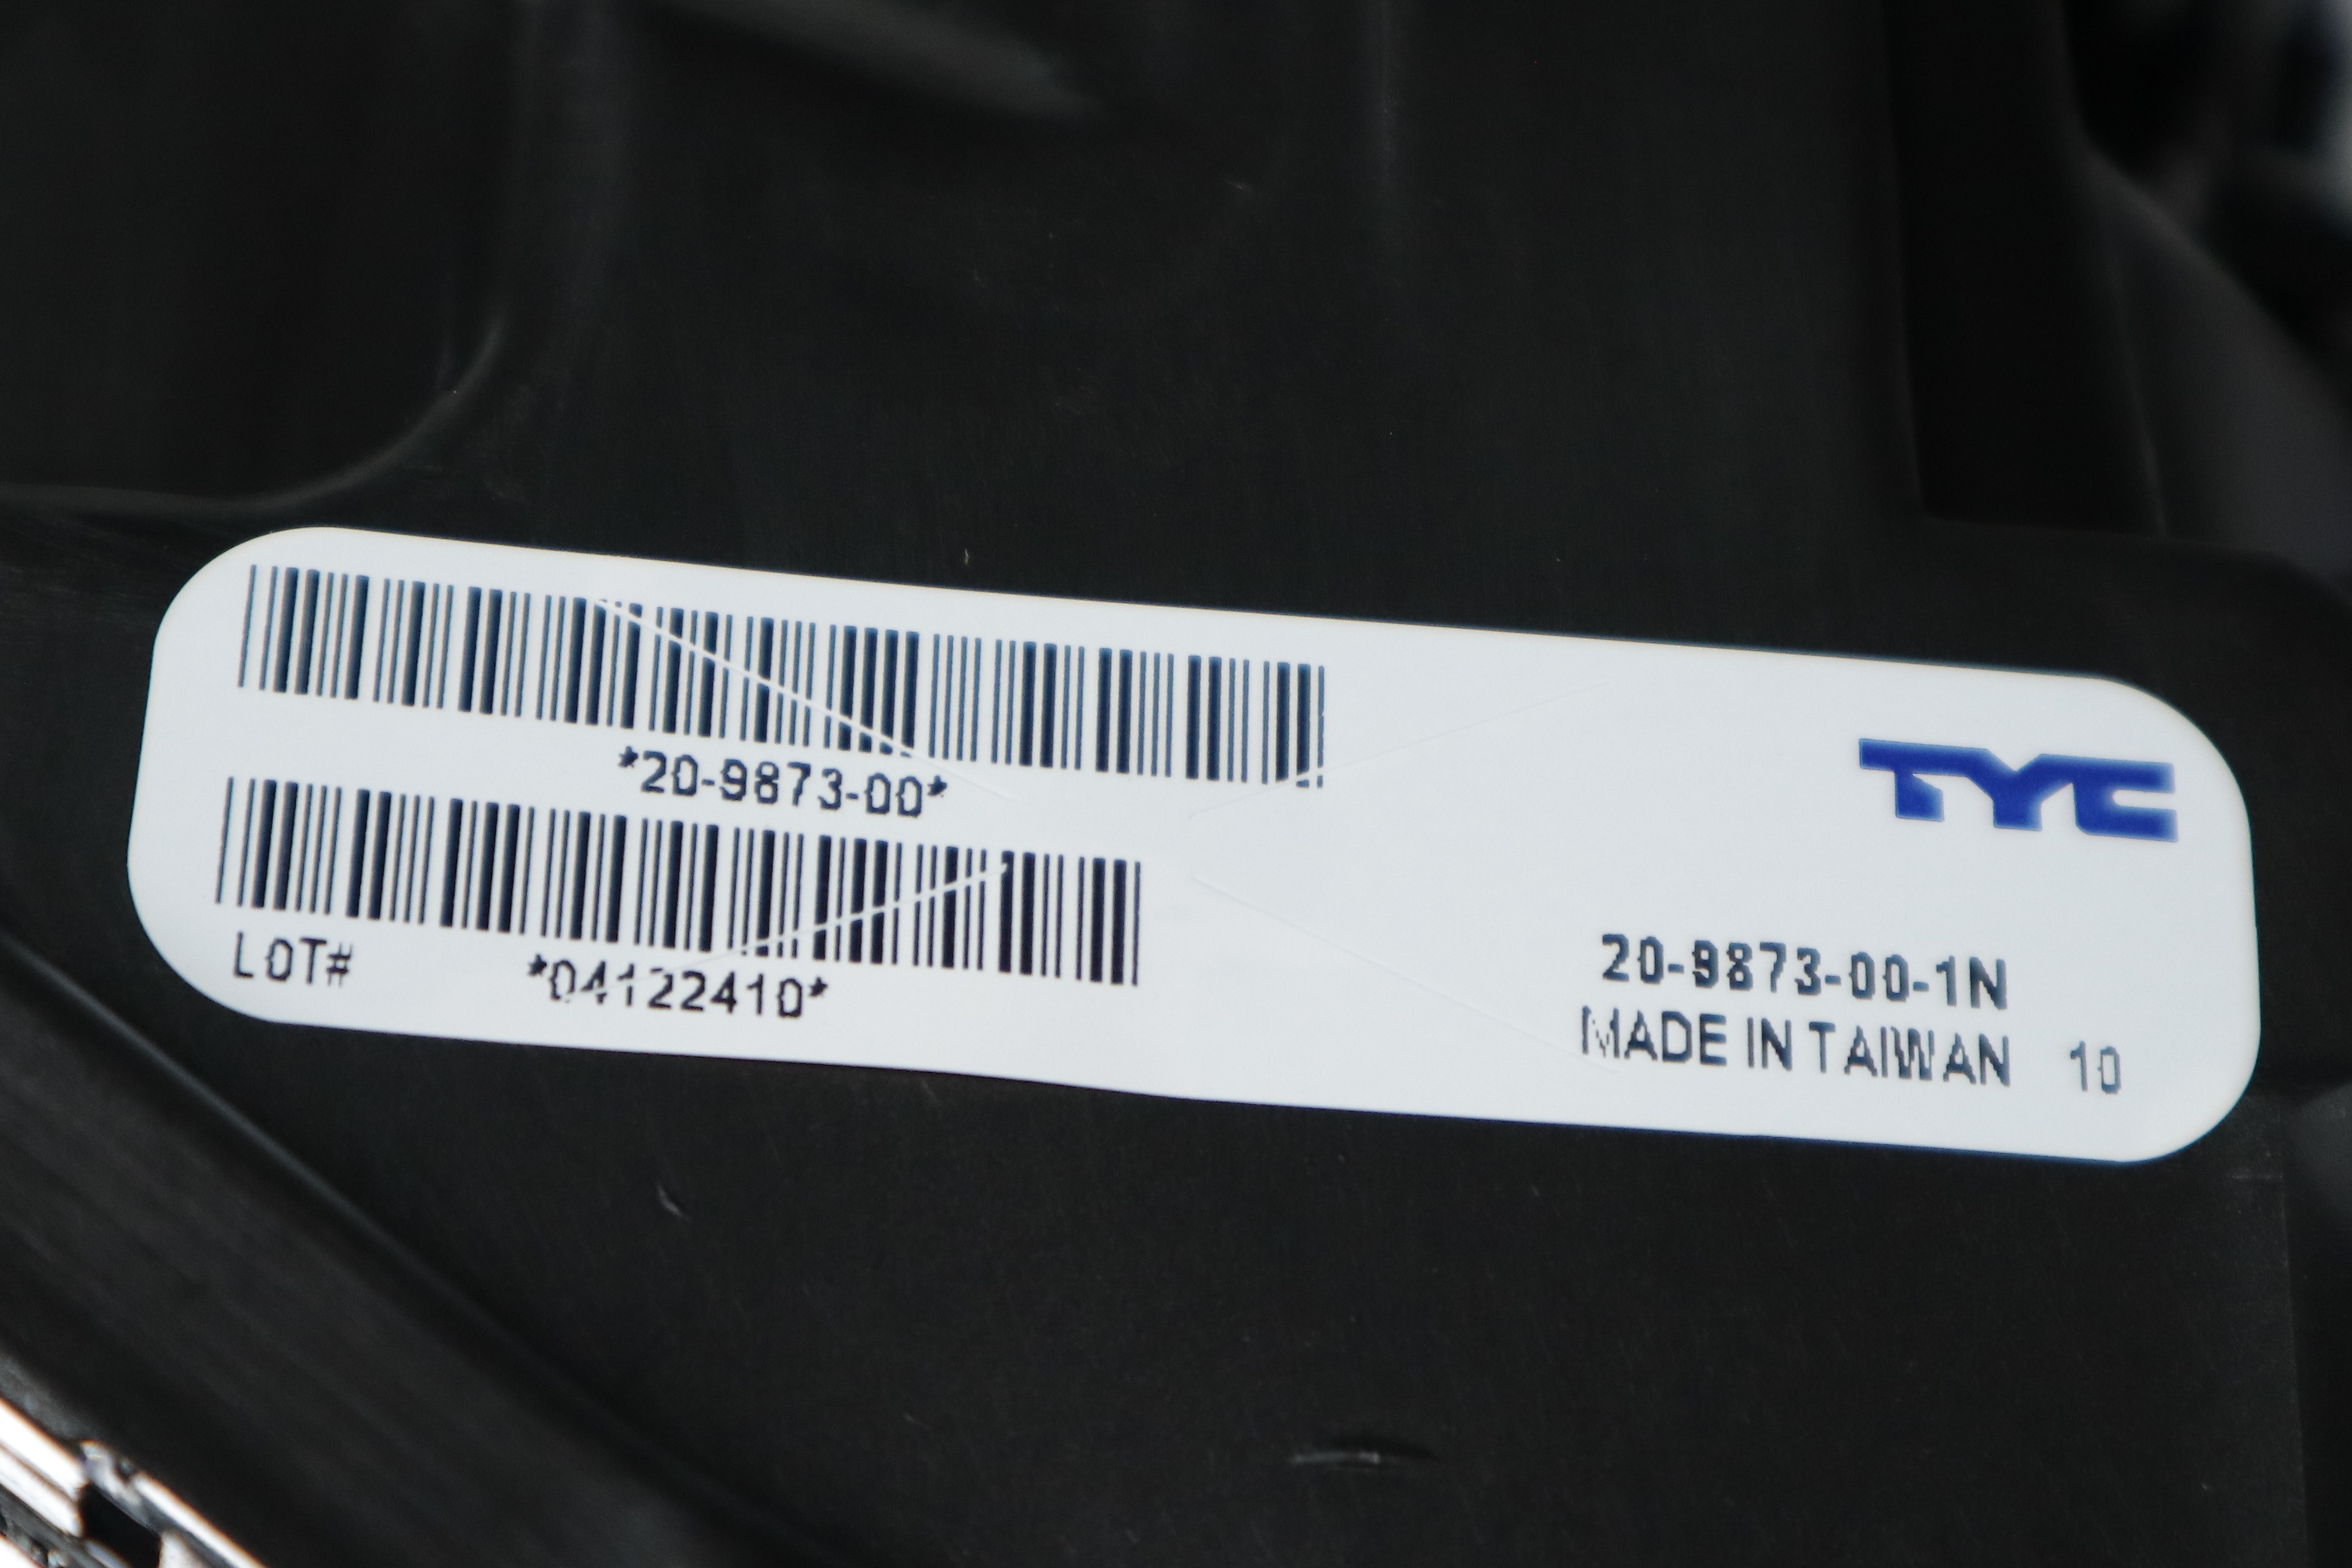 *20-9873-00*
LOT# *04122410*
TYC
20-9873-00-1N
MADE IN TAIWAN 10